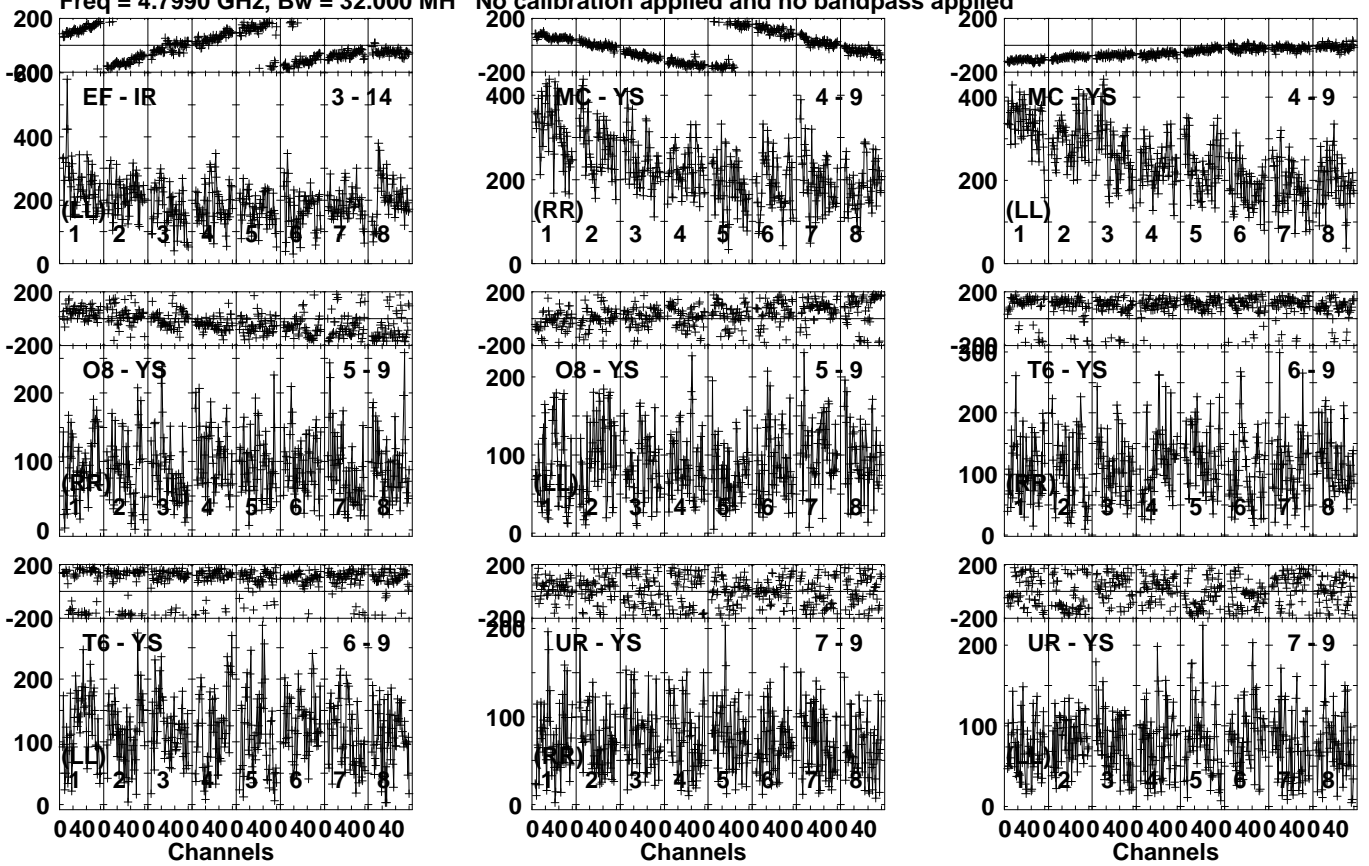 Freq = 4.7990 GHz, Bw = 32.000 MH No calibration applied and no bandpass applied
200 200 200
-200 -200 -200
600 400 400
EF - IR 3 - 14 MC - YS 4 - 9 MC - YS 4 - 9
400
200 200 200
(LL) (RR) (LL)
1 2 3 4 5 6 7 8 1 2 3 4 5 6 7 8 1 2 3 4 5 6 7 8
0 0 0
200 200 200
-200 -200 -200
300
O8 - YS 5 - 9 O8 - YS 5 - 9 T6 - YS 6 - 9
200 200 200
100 100 100
(RR) (LL) (RR)
1 2 3 4 5 6 7 8 1 2 3 4 5 6 7 8 1 2 3 4 5 6 7 8
0 0 0
200 200 200
-200 -200 -200
200
T6 - YS 6 - 9 UR - YS 7 - 9 UR - YS 7 - 9
200 200
100 100 100
(LL) (RR) (LL)
1 2 3 4 5 6 7 8 1 2 3 4 5 6 7 8 1 2 3 4 5 6 7 8
0 0 0
0 40 0 40 0 40 0 40 0 40 0 40 0 40 0 40 0 40 0 40 0 40 0 40 0 40 0 40 0 40 0 40 0 40 0 40 0 40 0 40 0 40 0 40 0 40 0 40
Channels Channels Channels